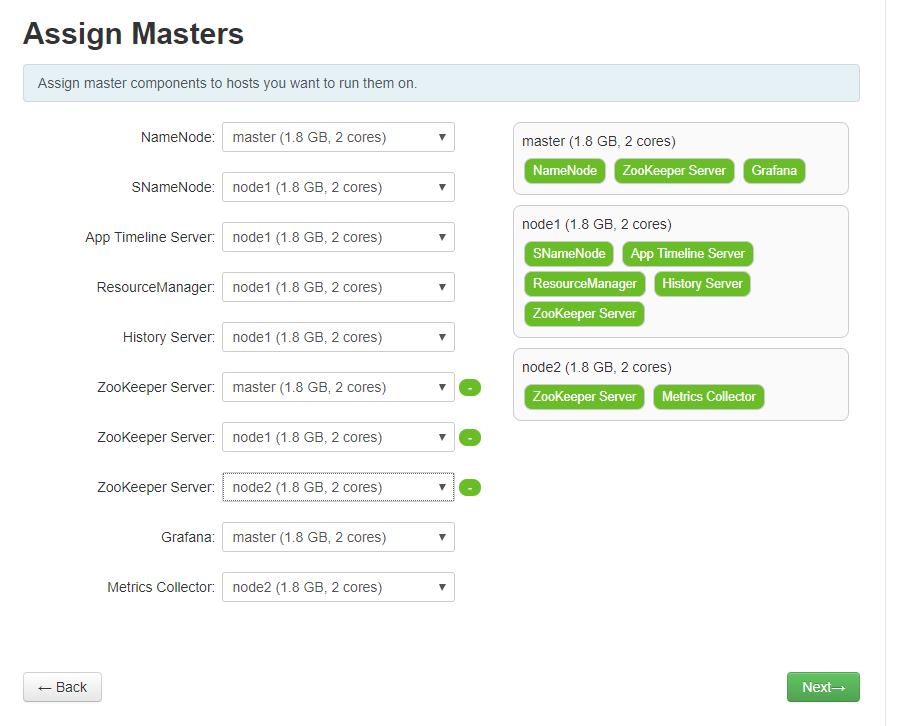 Assign Masters
Assign master components to hosts you want to run them on.
NameNode: master (1.8 GB, 2 cores)
SNameNode: node1 (1.8 GB, 2 cores)
App Timeline Server: node1 (1.8 GB, 2 cores)
ResourceManager: node1 (1.8 GB, 2 cores)
History Server: node1 (1.8 GB, 2 cores)
ZooKeeper Server: master (1.8 GB, 2 cores) -
ZooKeeper Server: node1 (1.8 GB, 2 cores) -
ZooKeeper Server: node2 (1.8 GB, 2 cores) -
Grafana: master (1.8 GB, 2 cores)
Metrics Collector: node2 (1.8 GB, 2 cores)
master (1.8 GB, 2 cores)
NameNode ZooKeeper Server Grafana
node1 (1.8 GB, 2 cores)
SNameNode App Timeline Server
ResourceManager History Server
ZooKeeper Server
node2 (1.8 GB, 2 cores)
ZooKeeper Server Metrics Collector
← Back
Next→